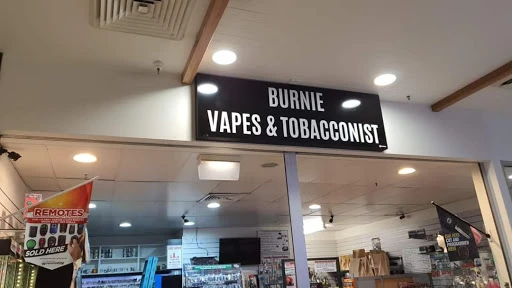 BURNIE
VAPES & TOBACCONIST
REMOTES
SOLD HERE